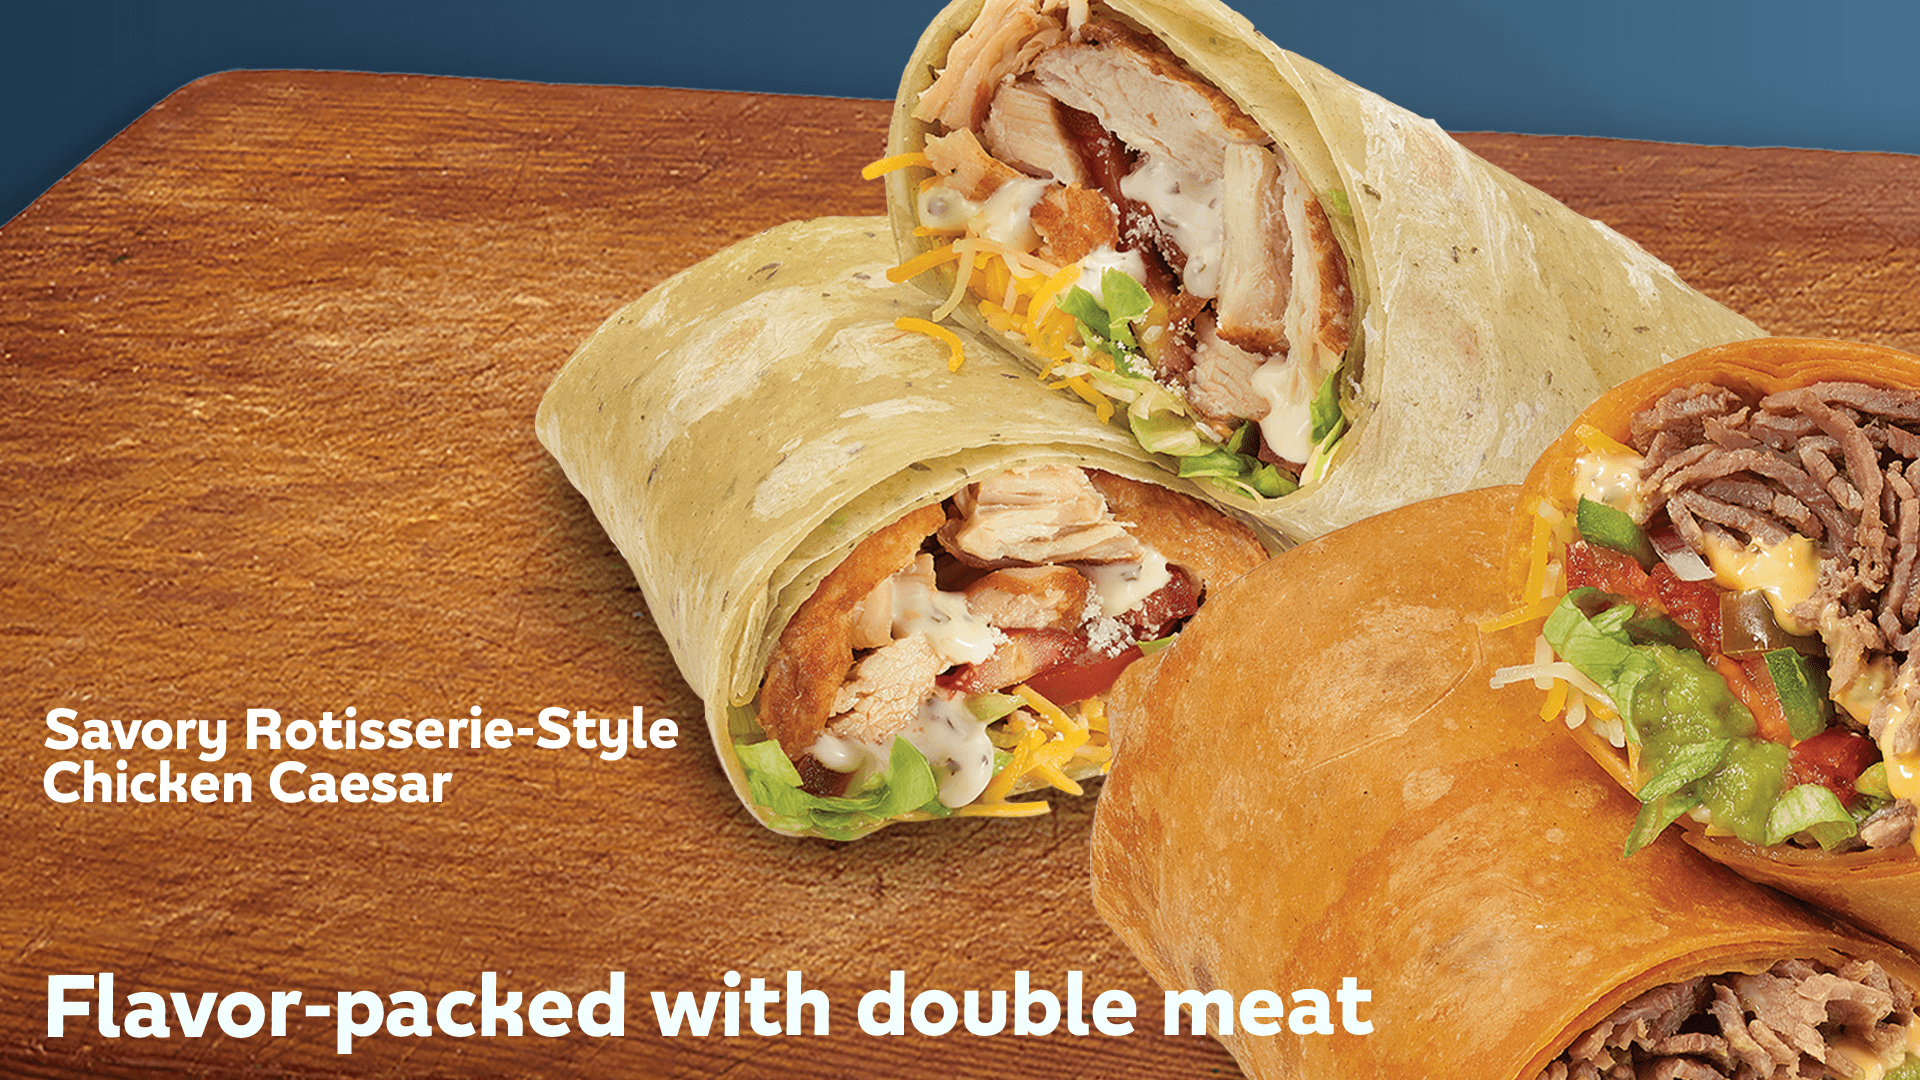 Savory Rotisserie-Style
Chicken Caesar
Flavor-packed with double meat